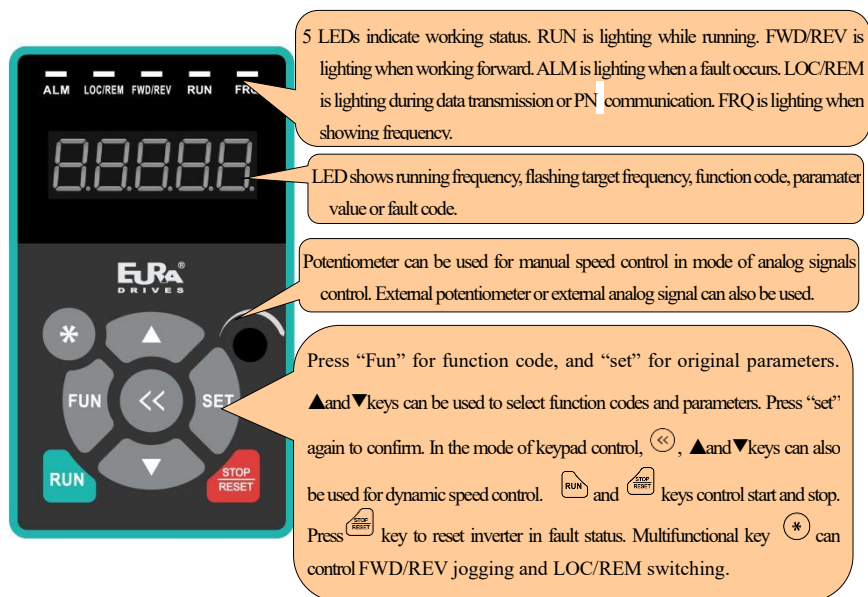 5 LEDs indicate working status. RUN is lighting while running. FWD/REV is
lighting when working forward. ALM is lighting when a fault occurs. LOC/REM
is lighting during data transmission or PN communication. FRQ is lighting when
showing frequency.
ALM LOC/REM FWD/REV RUN FRQ
8.8.8.8.8.
LED shows running frequency, flashing target frequency, function code, paramater
value or fault code.
EURA®
DRIVES
Potentiometer can be used for manual speed control in mode of analog signals
control. External potentiometer or external analog signal can also be used.
* ▲
FUN << SET
▼
RUN STOP
RESET
Press “Fun” for function code, and “set” for original parameters.
▲and▼keys can be used to select function codes and parameters. Press “set”
again to confirm. In the mode of keypad control, <<, ▲and▼keys can also
be used for dynamic speed control. RUN and STOP RESET keys control start and stop.
Press STOP RESET key to reset inverter in fault status. Multifunctional key * can
control FWD/REV jogging and LOC/REM switching.